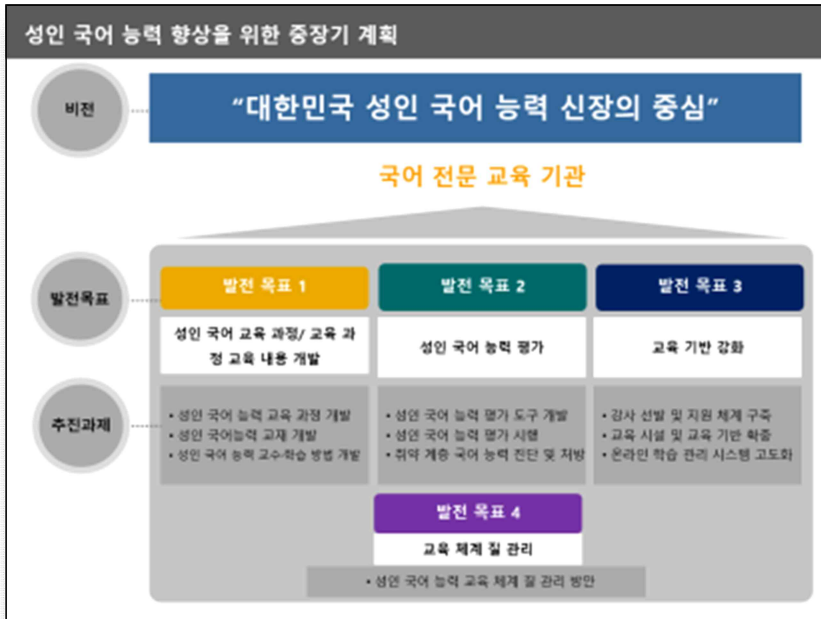 성인 국어 능력 향상을 위한 중장기 계획
비전
“대한민국 성인 국어 능력 신장의 중심”
국어 전문 교육 기관
발전목표
발전 목표 1
발전 목표 2
발전 목표 3
성인 국어 교육 과정/ 교육 과
정 교육 내용 개발
성인 국어 능력 평가
교육 기반 강화
추진과제
• 성인 국어 능력 교육 과정 개발
• 성인 국어능력 교재 개발
• 성인 국어 능력 교수·학습 방법 개발
• 성인 국어 능력 평가 도구 개발
• 성인 국어 능력 평가 시행
• 취약 계층 국어 능력 진단 및 처방
• 강사 선발 및 지원 체계 구축
• 교육 시설 및 교육 기반 확충
• 온라인 학습 관리 시스템 고도화
발전 목표 4
교육 체계 질 관리
• 성인 국어 능력 교육 체계 질 관리 방안